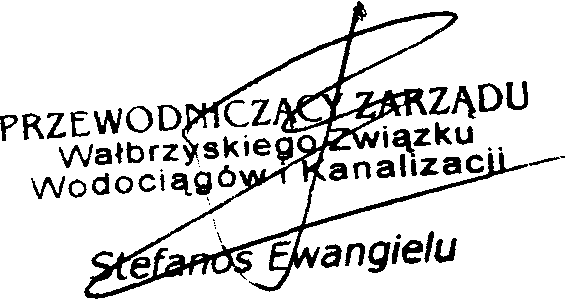 PRZEWODNICZĄCY ZARZĄDU
Wałbrzyskiego Związku
Wodociągów i Kanalizacji
Stefanos Ewangielu